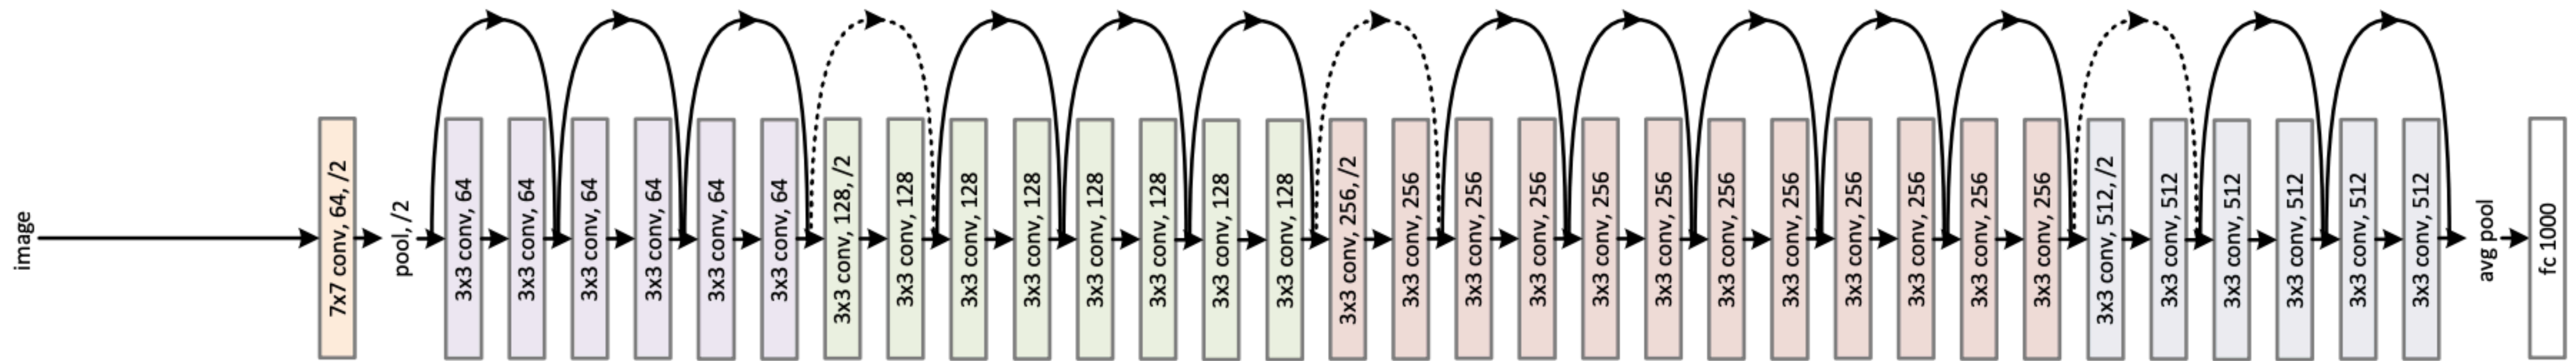 image
7x7 conv, 64, /2
pool, /2
3x3 conv, 64
3x3 conv, 64
3x3 conv, 64
3x3 conv, 64
3x3 conv, 64
3x3 conv, 64
3x3 conv, 128, /2
3x3 conv, 128
3x3 conv, 128
3x3 conv, 128
3x3 conv, 128
3x3 conv, 128
3x3 conv, 128
3x3 conv, 128
3x3 conv, 256, /2
3x3 conv, 256
3x3 conv, 256
3x3 conv, 256
3x3 conv, 256
3x3 conv, 256
3x3 conv, 256
3x3 conv, 256
3x3 conv, 256
3x3 conv, 256
3x3 conv, 256
3x3 conv, 256
3x3 conv, 512, /2
3x3 conv, 512
3x3 conv, 512
3x3 conv, 512
3x3 conv, 512
3x3 conv, 512
avg pool
fc 1000